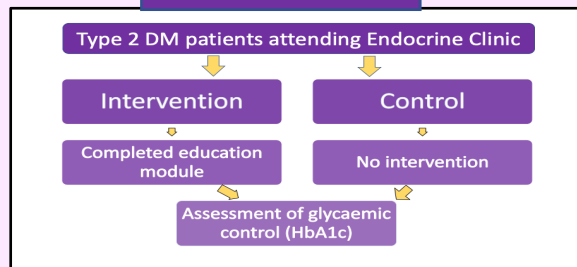 Type 2 DM patients attending Endocrine Clinic
Intervention
Control
Completed education
module
No intervention
Assessment of glycaemic
control (HbA1c)